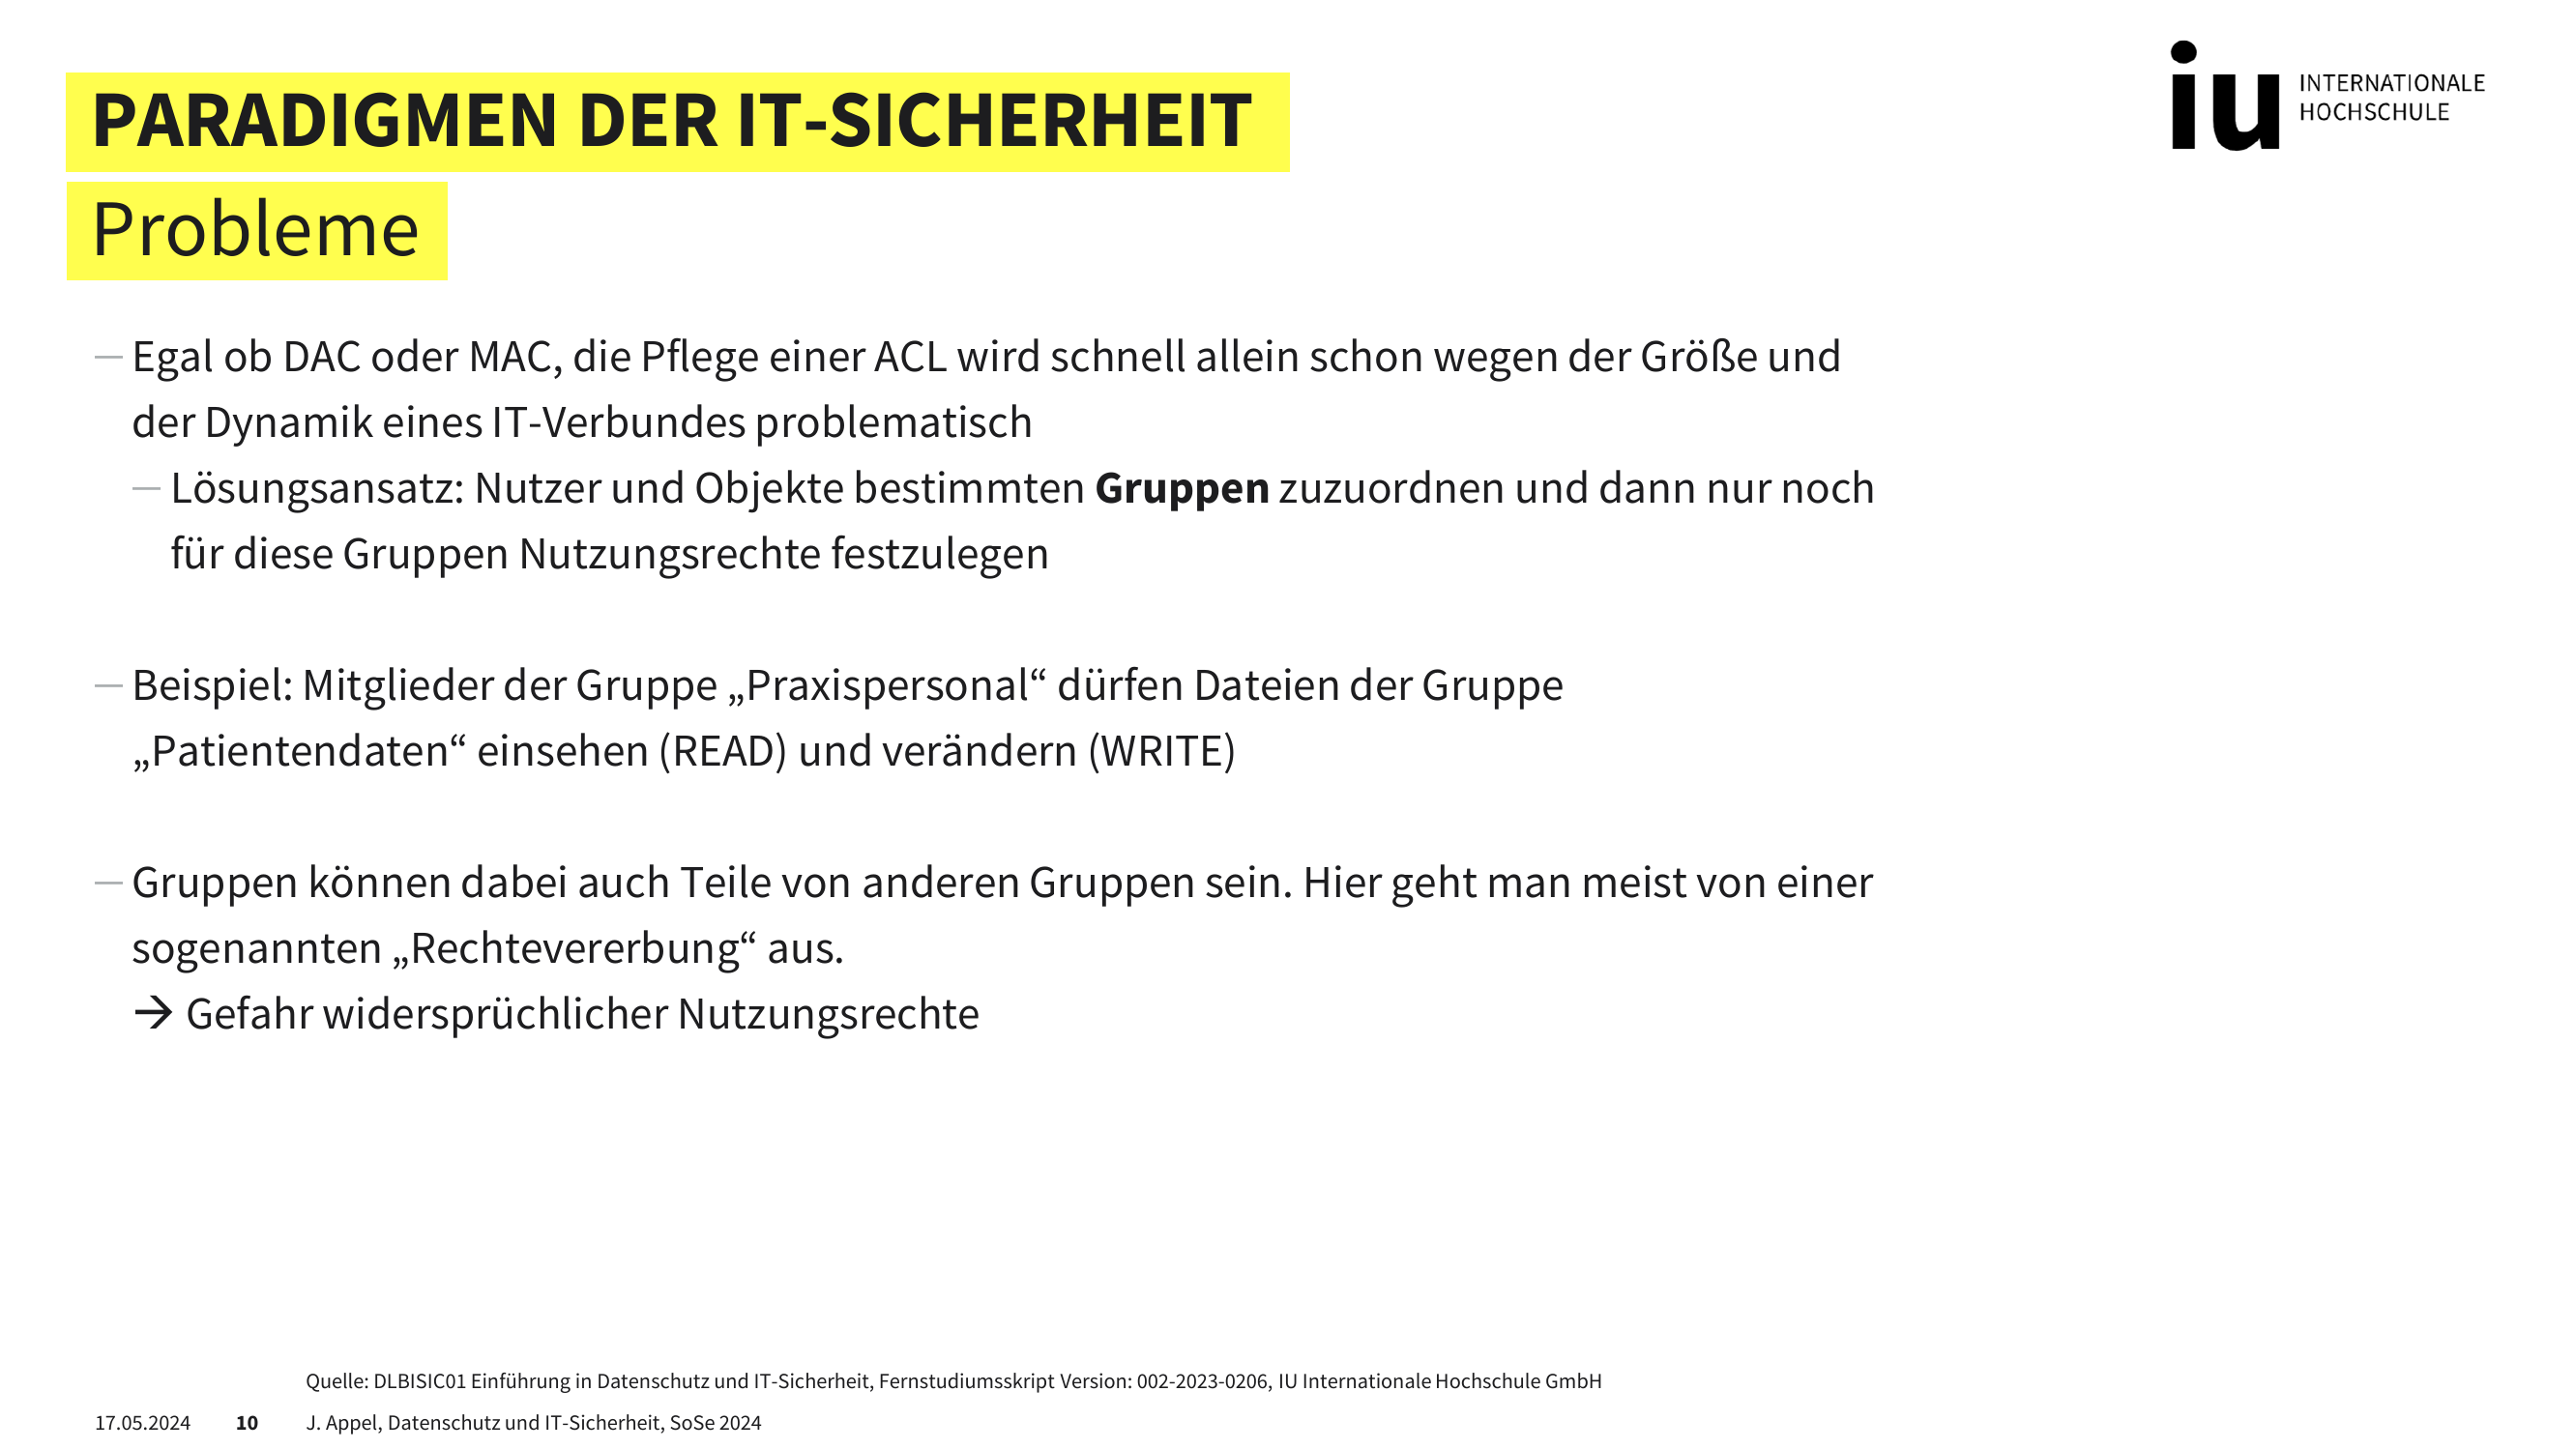 PARADIGMEN DER IT-SICHERHEIT
Probleme
iu INTERNATIONALE
HOCHSCHULE
— Egal ob DAC oder MAC, die Pflege einer ACL wird schnell allein schon wegen der Größe und
der Dynamik eines IT-Verbundes problematisch
— Lösungsansatz: Nutzer und Objekte bestimmten Gruppen zuzuordnen und dann nur noch
für diese Gruppen Nutzungsrechte festzulegen
— Beispiel: Mitglieder der Gruppe „Praxispersonal“ dürfen Dateien der Gruppe
„Patientendaten“ einsehen (READ) und verändern (WRITE)
— Gruppen können dabei auch Teile von anderen Gruppen sein. Hier geht man meist von einer
sogenannten „Rechtevererbung“ aus.
→ Gefahr widersprüchlicher Nutzungsrechte
Quelle: DLBISIC01 Einführung in Datenschutz und IT-Sicherheit, Fernstudiumsskript Version: 002-2023-0206, IU Internationale Hochschule GmbH
17.05.2024 10 J. Appel, Datenschutz und IT-Sicherheit, SoSe 2024